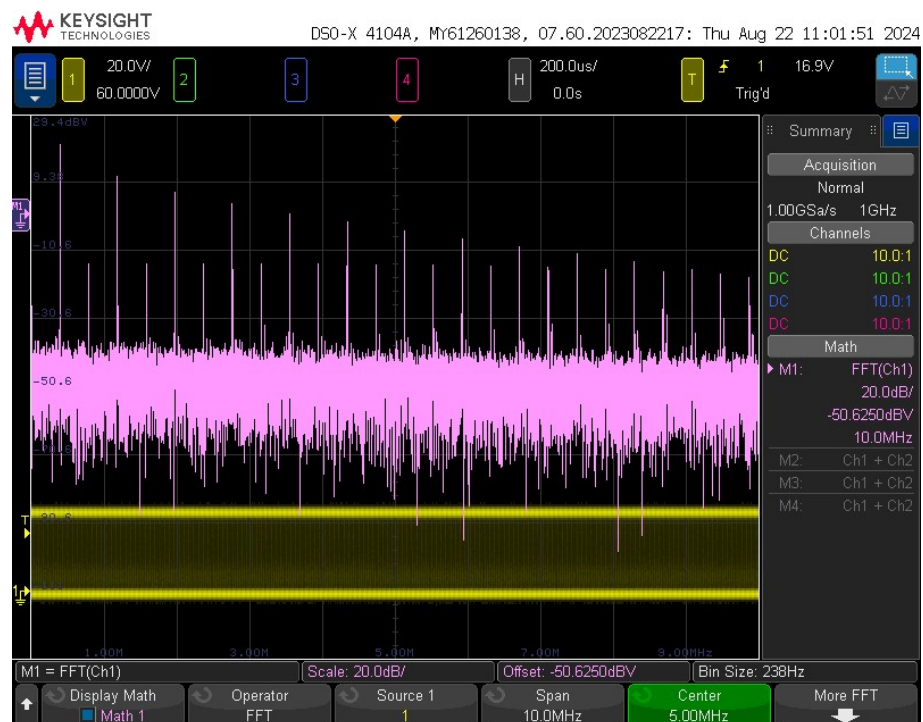 KEYSIGHT
TECHNOLOGIES
DSO-X 4104A, MY61260138, 07.60.2023082217: Thu Aug 22 11:01:51 2024
1 20.0V/ 60.0000V 2 3 4 H 200.0us/ 0.0s T 1 16.9V Trig'd
29.4dBV
9.38
M1
-10.6
-30.6
-50.6
T
1
1.00M 3.00M 5.00M 7.00M 9.00MHz
Summary
Acquisition
Normal
1.00GSa/s 1GHz
Channels
DC 10.0:1
DC 10.0:1
DC 10.0:1
DC 10.0:1
Math
M1: FFT(Ch1)
20.0dB/
-50.6250dBV
10.0MHz
M2: Ch1 + Ch2
M3: Ch1 + Ch2
M4: Ch1 + Ch2
M1 = FFT(Ch1) Scale: 20.0dB/ Offset: -50.6250dBV Bin Size: 238Hz
Display Math Operator Source 1 Span Center More FFT
Math 1 FFT 1 10.0MHz 5.00MHz